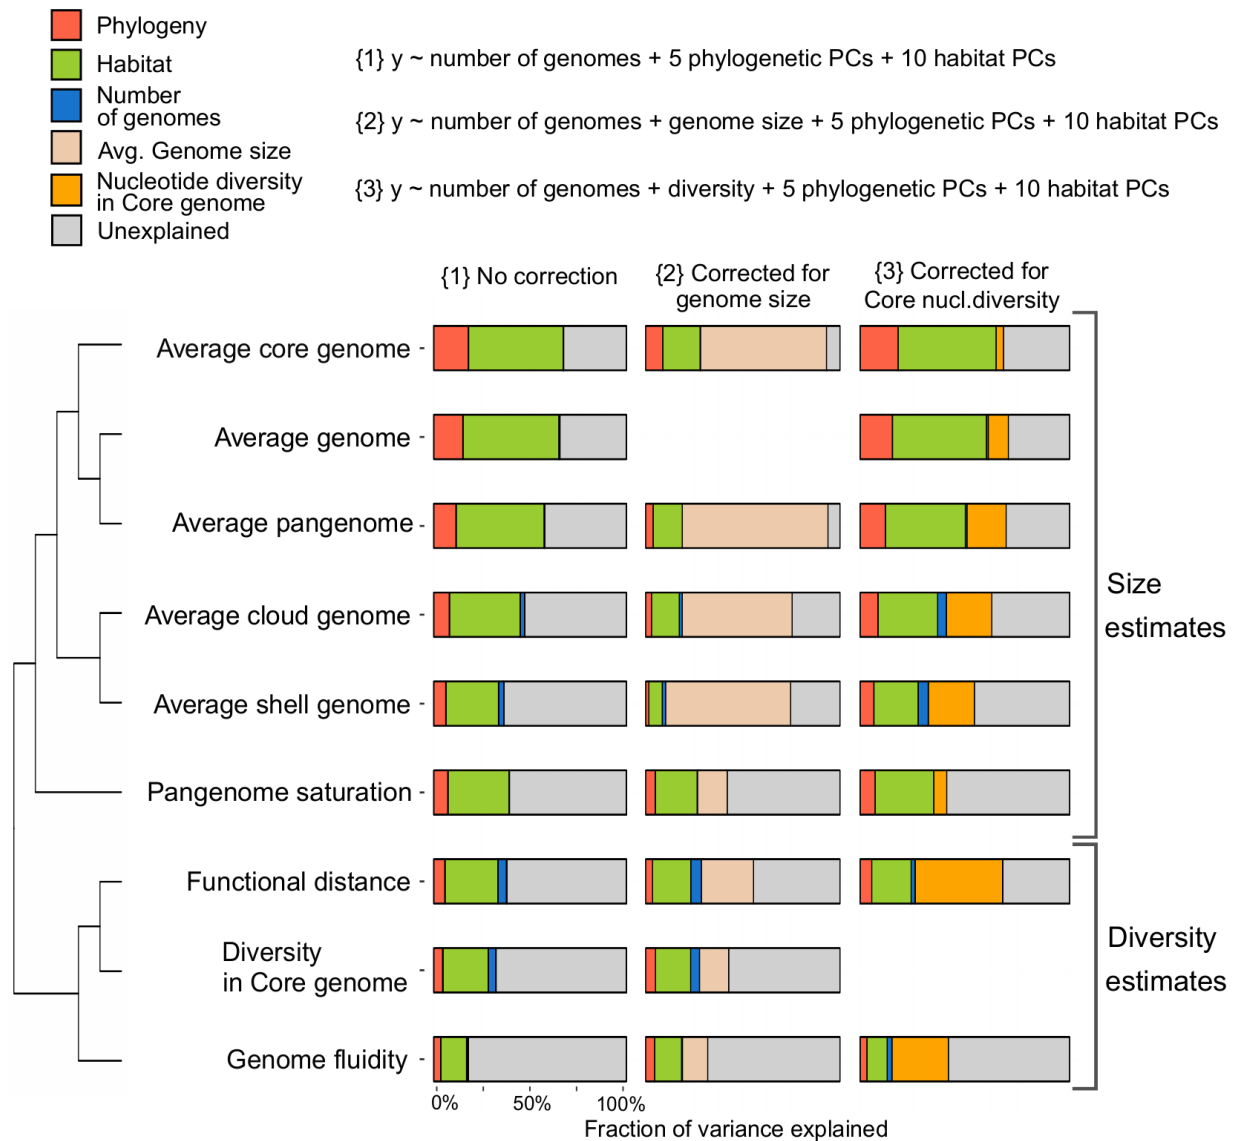 Phylogeny
Habitat
Number
of genomes
Avg. Genome size
Nucleotide diversity
in Core genome
Unexplained
{1} y ~ number of genomes + 5 phylogenetic PCs + 10 habitat PCs
{2} y ~ number of genomes + genome size + 5 phylogenetic PCs + 10 habitat PCs
{3} y ~ number of genomes + diversity + 5 phylogenetic PCs + 10 habitat PCs
{1} No correction
{2} Corrected for
genome size
{3} Corrected for
Core nucl.diversity
Average core genome
Average genome
Average pangenome
Average cloud genome
Average shell genome
Pangenome saturation
Functional distance
Diversity
in Core genome
Genome fluidity
Size
estimates
Diversity
estimates
0% 50% 100%
Fraction of variance explained